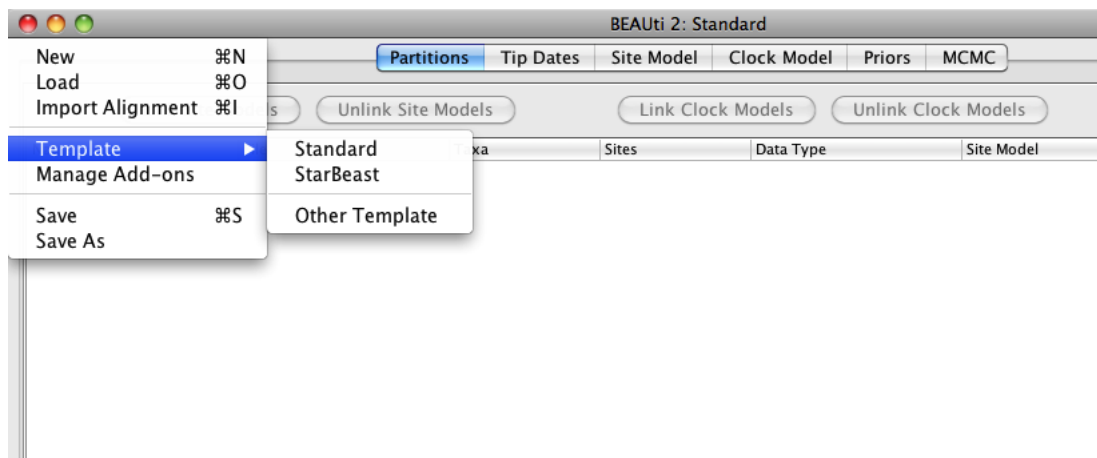 BEAUti 2: Standard
New ⌘N
Load ⌘O
Import Alignment ⌘I
Template ▶
Manage Add-ons
Save ⌘S
Save As
Standard
StarBeast
Other Template
Partitions Tip Dates Site Model Clock Model Priors MCMC
Unlink Site Models Link Clock Models Unlink Clock Models
Sites Data Type Site Model